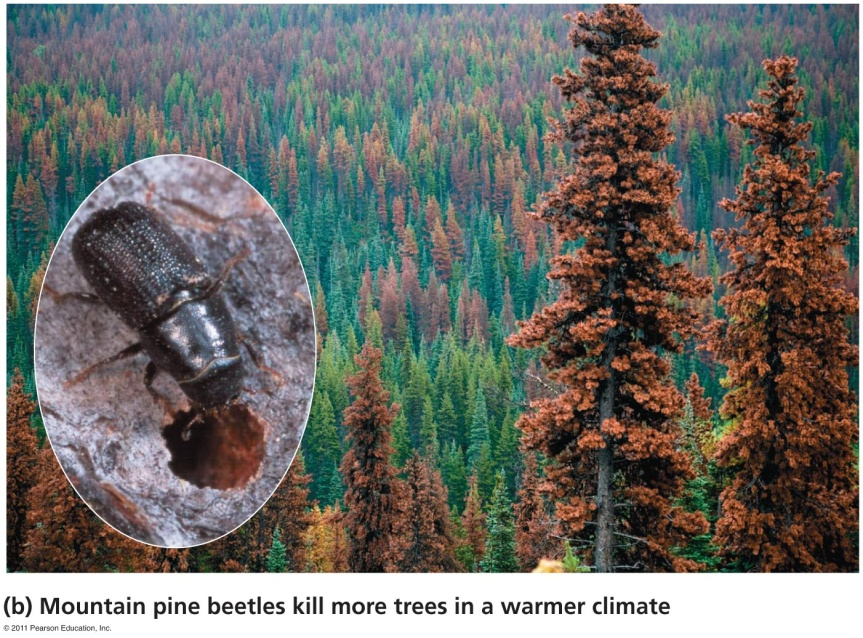 (b) Mountain pine beetles kill more trees in a warmer climate
© 2011 Pearson Education, Inc.